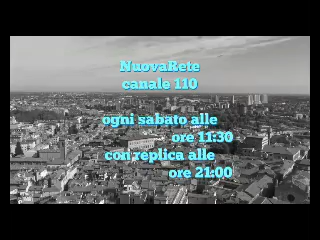 NuovaRete
canale 110
ogni sabato alle
ore 11:30
con replica alle
ore 21:00